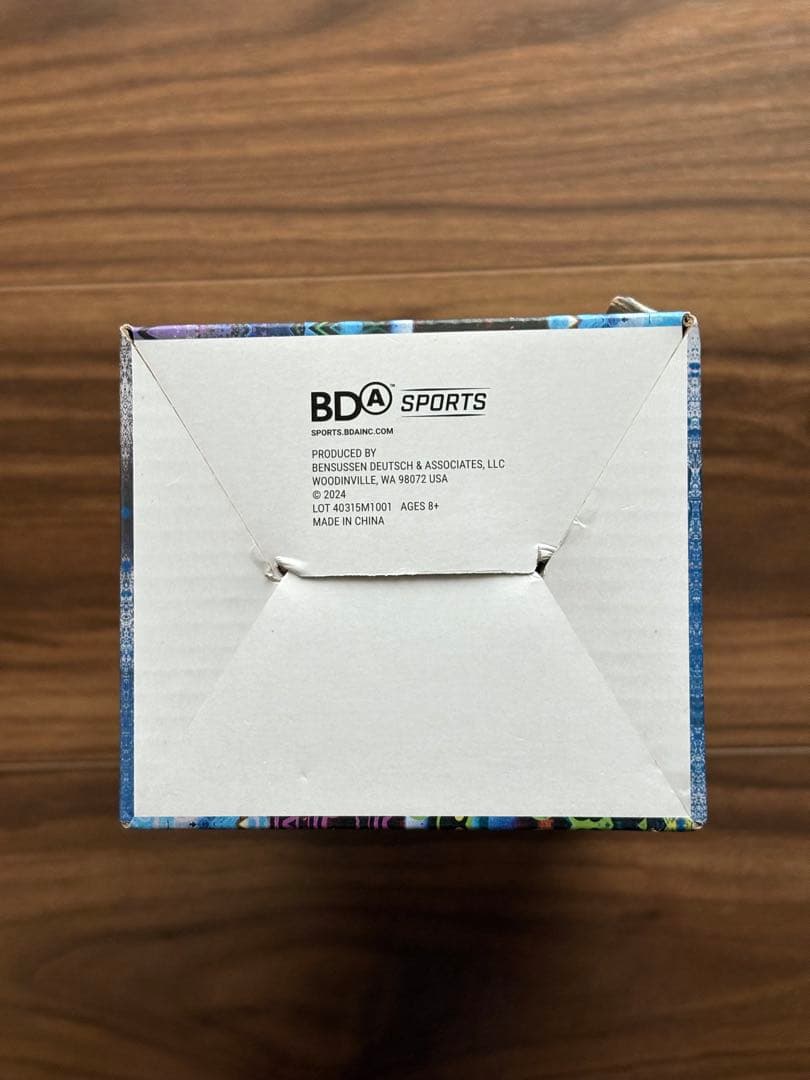 BDA™ SPORTS
SPORTS.BDAINC.COM
PRODUCED BY
BENSUSSEN DEUTSCH & ASSOCIATES, LLC
WOODINVILLE, WA 98072 USA
© 2024
LOT 40315M1001 AGES 8+
MADE IN CHINA